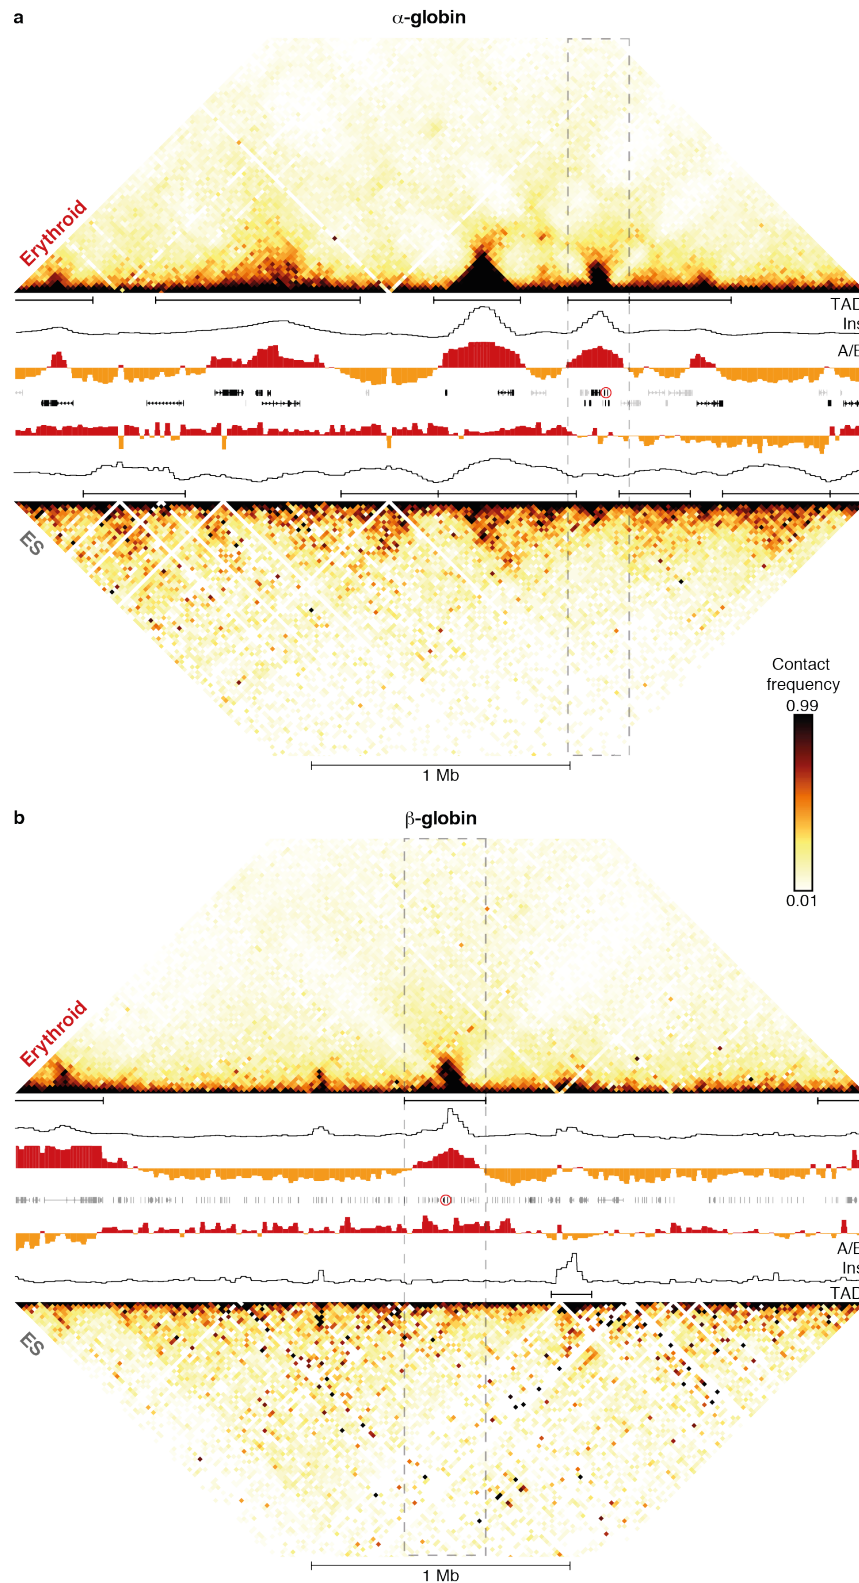 a
α-globin
Erythroid
TAD
Ins
A/B
ES
Contact
frequency
0.99
0.01
1 Mb
b
β-globin
Erythroid
A/B
Ins
TAD
ES
1 Mb